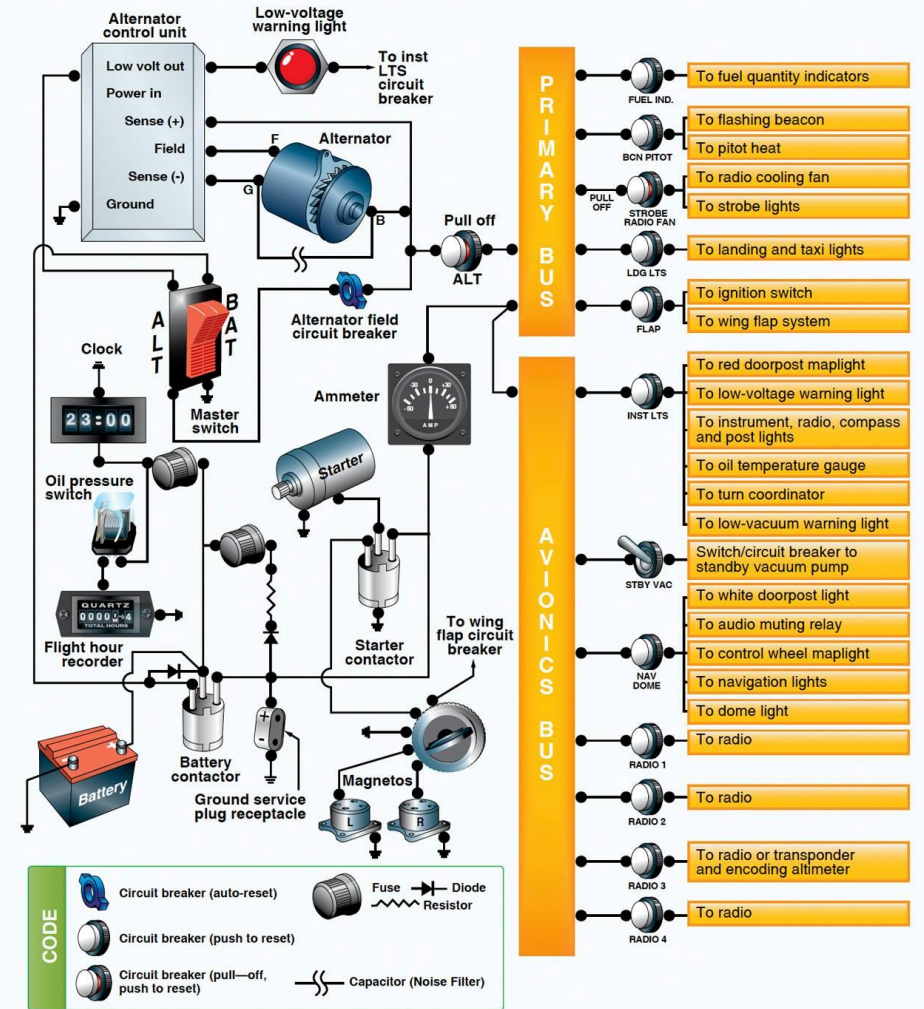 Alternator
control unit
Low volt out
Power in
Sense (+)
Field
Sense (-)
Ground
Low-voltage
warning light
To inst
LTS
circuit
breaker
Alternator
F
G
B
Pull off
ALT
Alternator field
circuit breaker
ALT
BAT
Master
switch
Clock
23:00
Oil pressure
switch
QUARTZ
TOTAL HOURS
Flight hour
recorder
Ammeter
-30 0 +30
-60 +60
AMP
Starter
Starter
contactor
To wing
flap circuit
breaker
Battery
+
-
Battery
contactor
+
-
Ground service
plug receptacle
Magnetos
L
R
PRIMARY BUS
FUEL IND.
To fuel quantity indicators
BCN PITOT
To flashing beacon
To pitot heat
PULL
OFF
STROBE
RADIO FAN
To radio cooling fan
To strobe lights
LDG LTS
To landing and taxi lights
FLAP
To ignition switch
To wing flap system
AVIONICS BUS
INST LTS
To red doorpost maplight
To low-voltage warning light
To instrument, radio, compass
and post lights
To oil temperature gauge
To turn coordinator
To low-vacuum warning light
STBY VAC
Switch/circuit breaker to
standby vacuum pump
NAV
DOME
To white doorpost light
To audio muting relay
To control wheel maplight
To navigation lights
To dome light
RADIO 1
To radio
RADIO 2
To radio
RADIO 3
To radio or transponder
and encoding altimeter
RADIO 4
To radio
CODE
Circuit breaker (auto-reset)
Circuit breaker (push to reset)
Circuit breaker (pull—off,
push to reset)
Fuse
Diode
Resistor
Capacitor (Noise Filter)